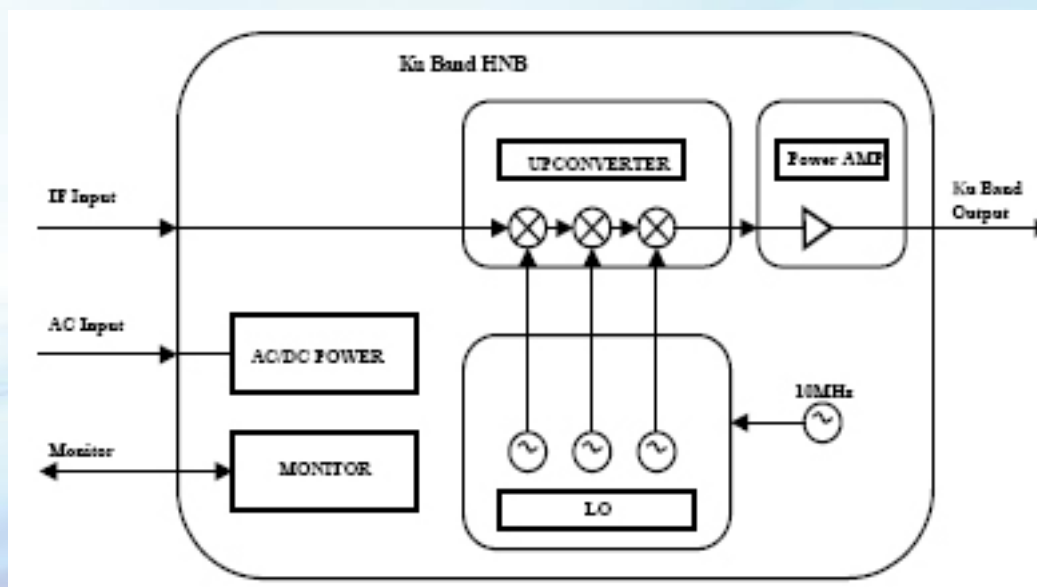 Ku Band HNB
UPCONVERTER
Power AMP
IF Input
Ku Band
Output
AC Input
AC/DC POWER
10MHz
Monitor
MONITOR
LO